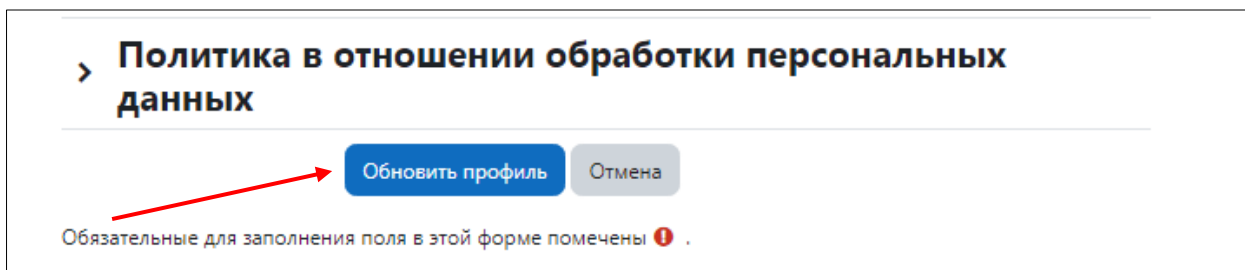 Политика в отношении обработки персональных
данных
Обновить профиль Отмена
Обязательные для заполнения поля в этой форме помечены .